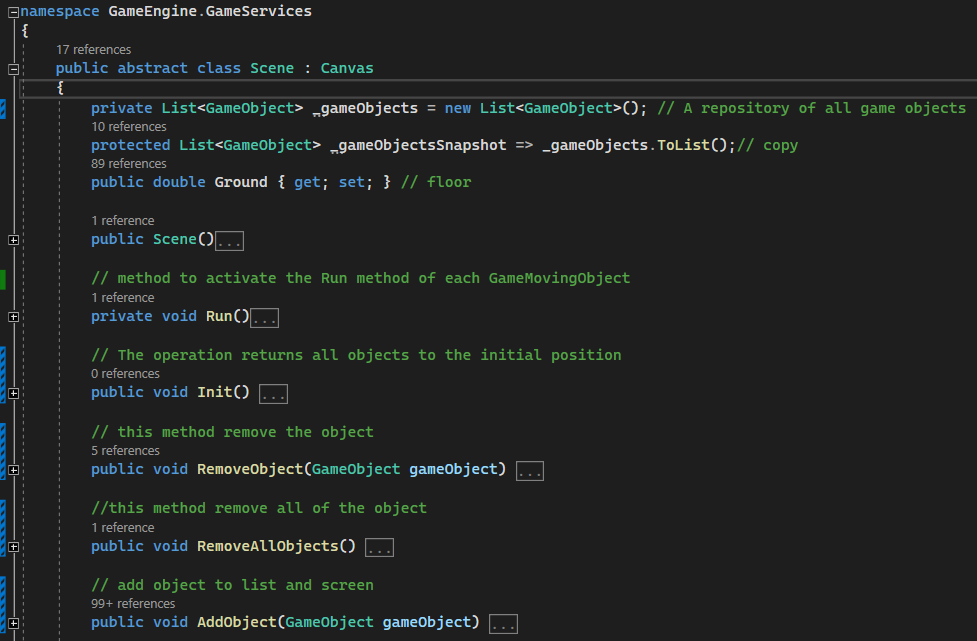 namespace GameEngine.GameServices
{
17 references
public abstract class Scene : Canvas
{
private List<GameObject> _gameObjects = new List<GameObject>(); // A repository of all game objects
10 references
protected List<GameObject> _gameObjectsSnapshot => _gameObjects.ToList();// copy
89 references
public double Ground { get; set; } // floor
1 reference
public Scene()...
// method to activate the Run method of each GameMovingObject
1 reference
private void Run()...
// The operation returns all objects to the initial position
0 references
public void Init() ...
// this method remove the object
5 references
public void RemoveObject(GameObject gameObject) ...
//this method remove all of the object
1 reference
public void RemoveAllObjects() ...
// add object to list and screen
99+ references
public void AddObject(GameObject gameObject) ...